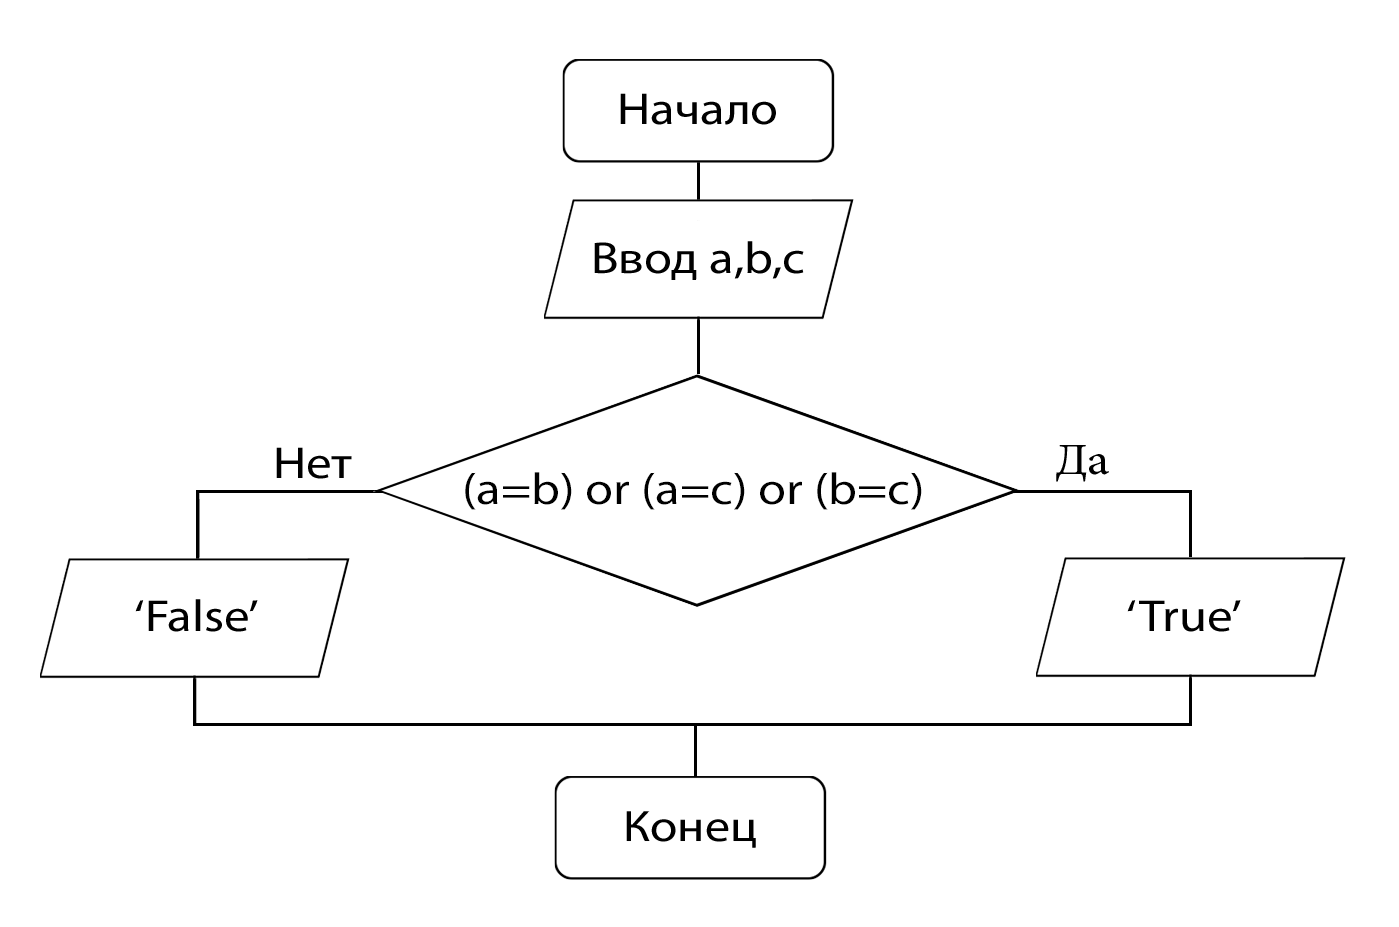 Начало
Ввод a,b,c
Нет
Да
(a=b) or (a=c) or (b=c)
‘False’
‘True’
Конец